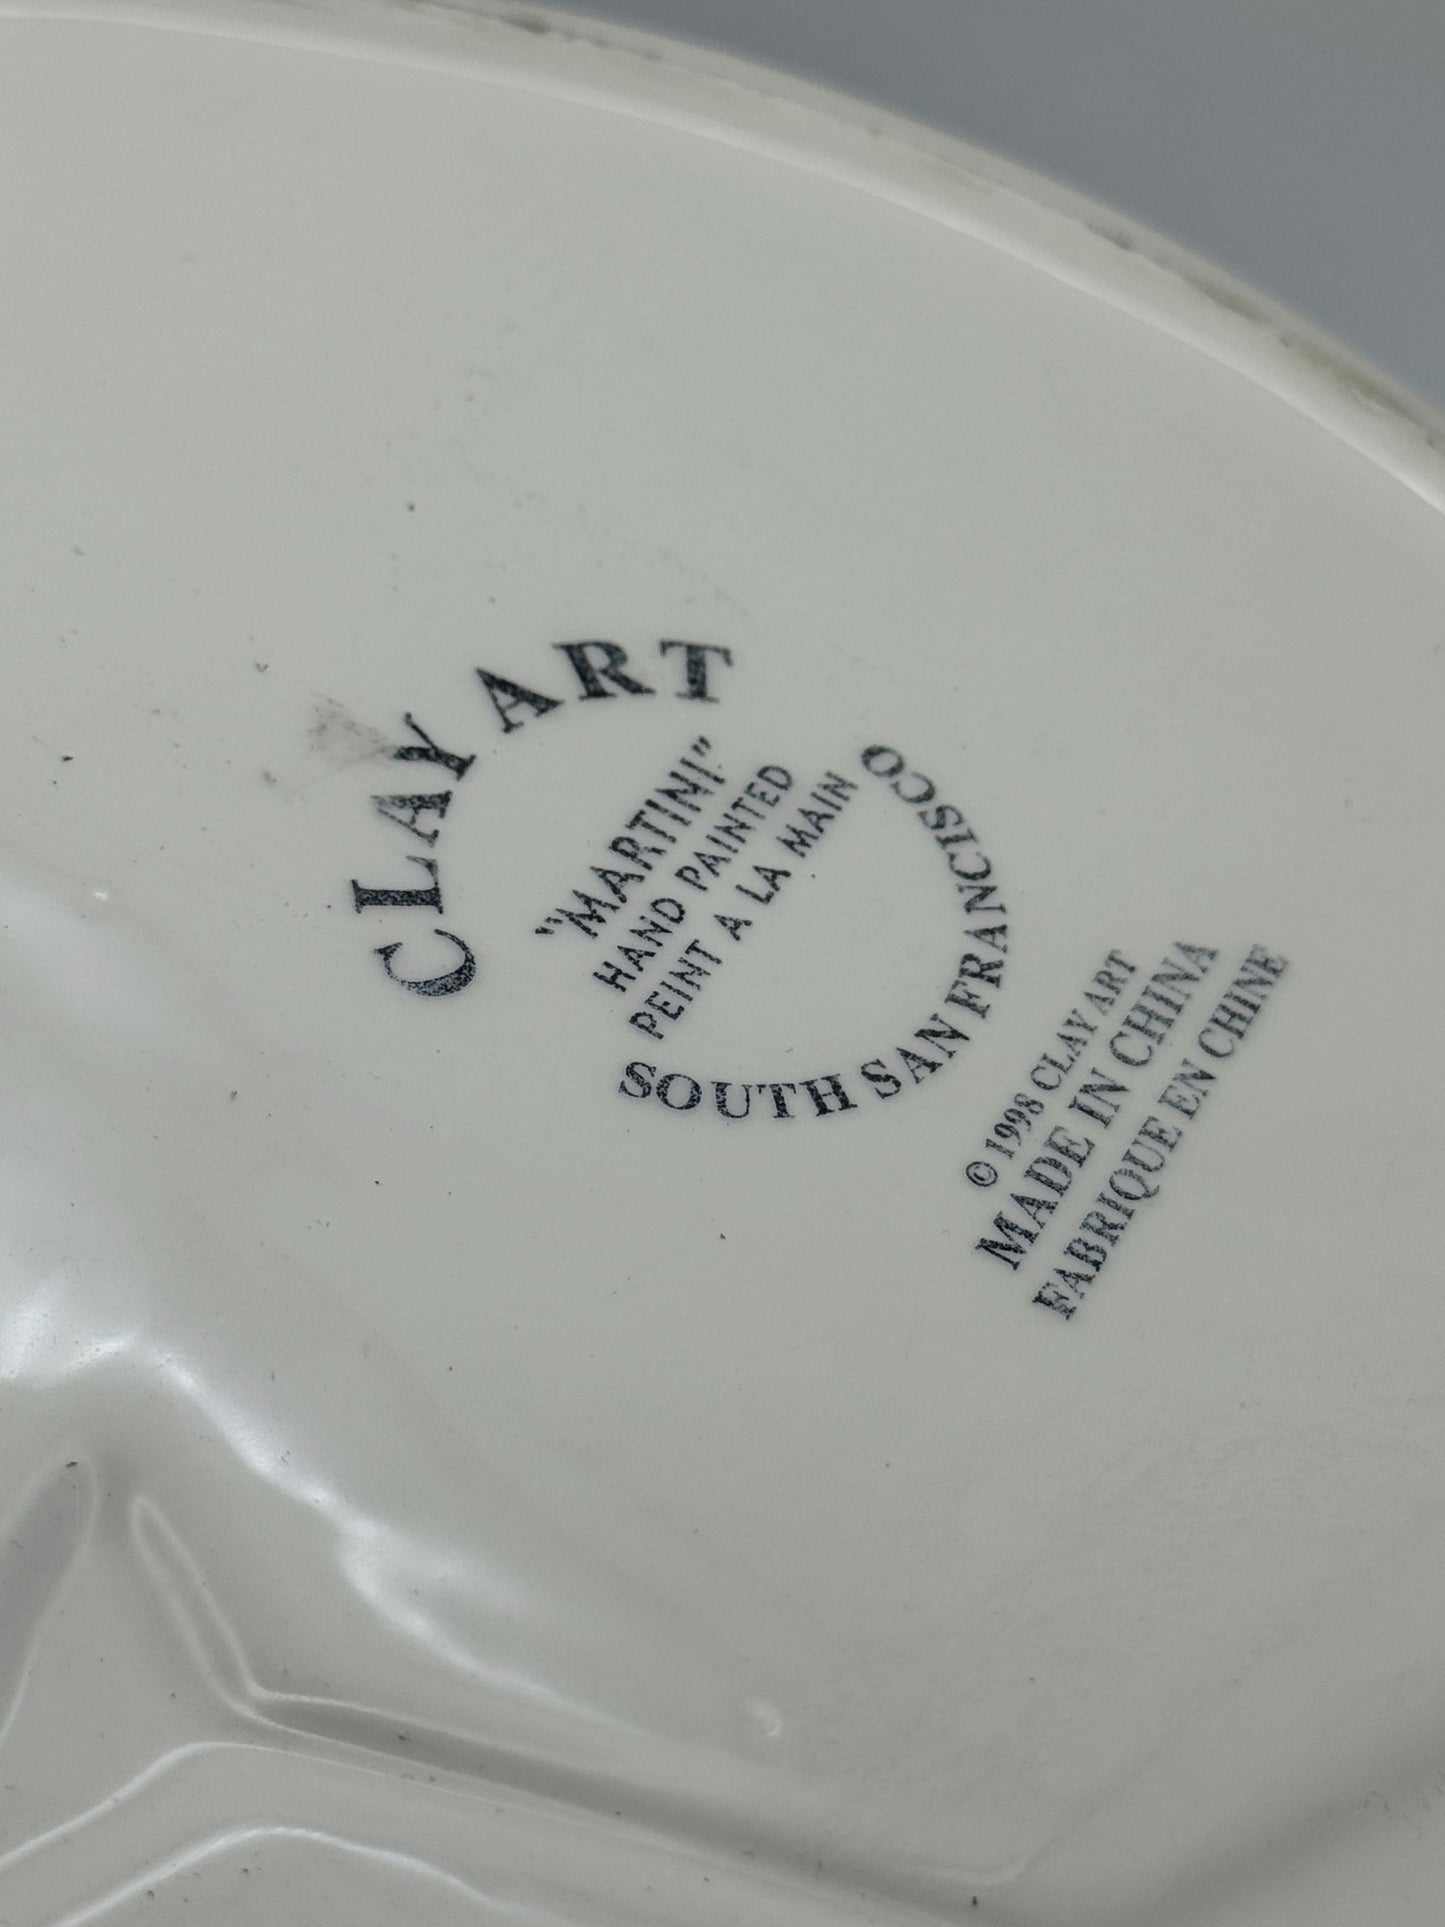 CLAY ART
"MARTINI"
HAND PAINTED
PEINT A LA MAIN
SOUTH SAN FRANCISCO
© 1998 CLAY ART
MADE IN CHINA
FABRIQUE EN CHINE